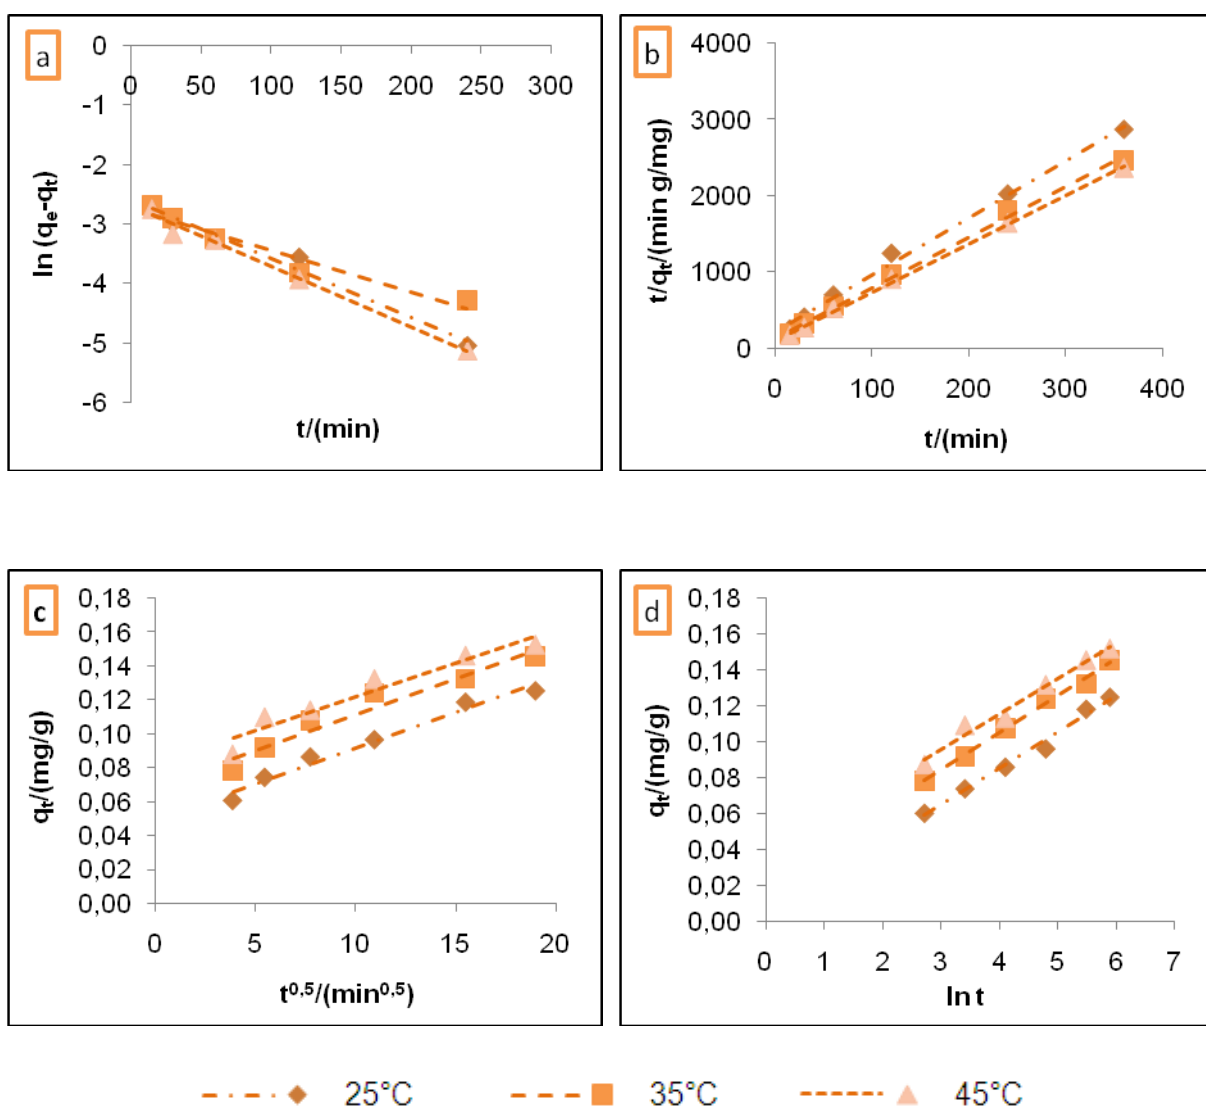 a
0
0 50 100 150 200 250 300
-1
-2
-3
-4
-5
-6
ln (qe-qt)
t/(min)
b
4000
3000
2000
1000
0
0 100 200 300 400
t/qt/(min g/mg)
t/(min)
c
0,18
0,16
0,14
0,12
0,10
0,08
0,06
0,04
0,02
0,00
0 5 10 15 20
qt/(mg/g)
t0,5/(min0,5)
d
0,18
0,16
0,14
0,12
0,10
0,08
0,06
0,04
0,02
0,00
0 1 2 3 4 5 6 7
qt/(mg/g)
ln t
25°C 35°C 45°C